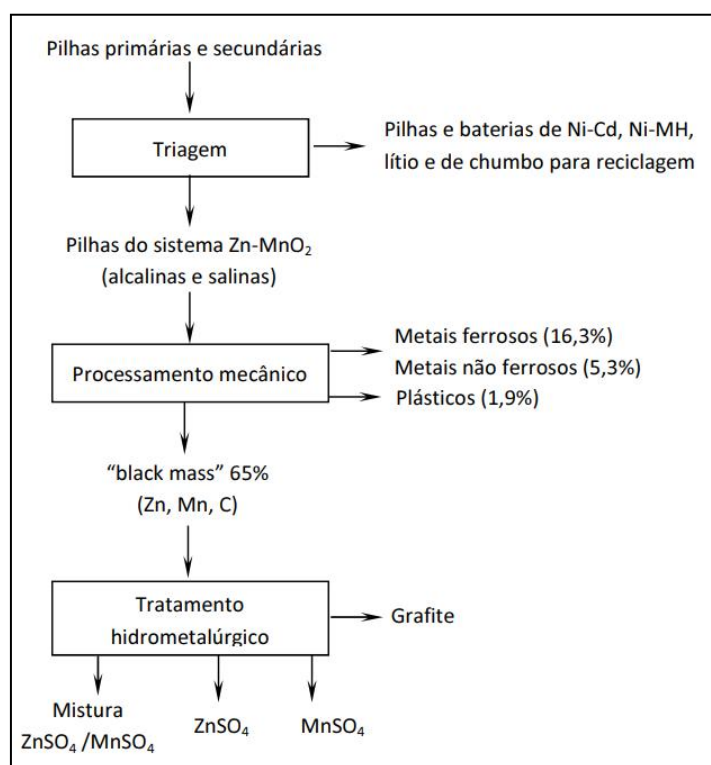 Pilhas primárias e secundárias
Triagem
Pilhas e baterias de Ni-Cd, Ni-MH,
lítio e de chumbo para reciclagem
Pilhas do sistema Zn-MnO₂
(alcalinas e salinas)
Processamento mecânico
Metais ferrosos (16,3%)
Metais não ferrosos (5,3%)
Plásticos (1,9%)
“black mass” 65%
(Zn, Mn, C)
Tratamento
hidrometalúrgico
Grafite
Mistura
ZnSO₄ /MnSO₄
ZnSO₄
MnSO₄